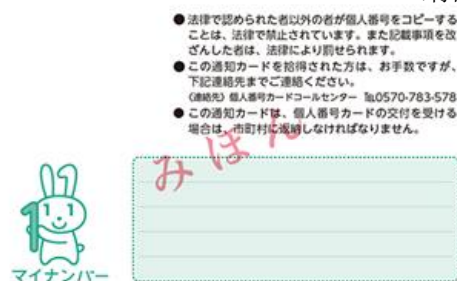 ● 法律で認められた者以外の者が個人番号をコピーする
ことは、法律で禁止されています。また記載事項を改
ざんした者は、法律により罰せられます。
● この通知カードを拾得された方は、お手数ですが、
下記連絡先までご連絡ください。
〈連絡先〉個人番号カードコールセンター ℡0570-783-578
● この通知カードは、個人番号カードの交付を受ける
場合は、市町村に返納しなければなりません。
みほん
1
マイナンバー